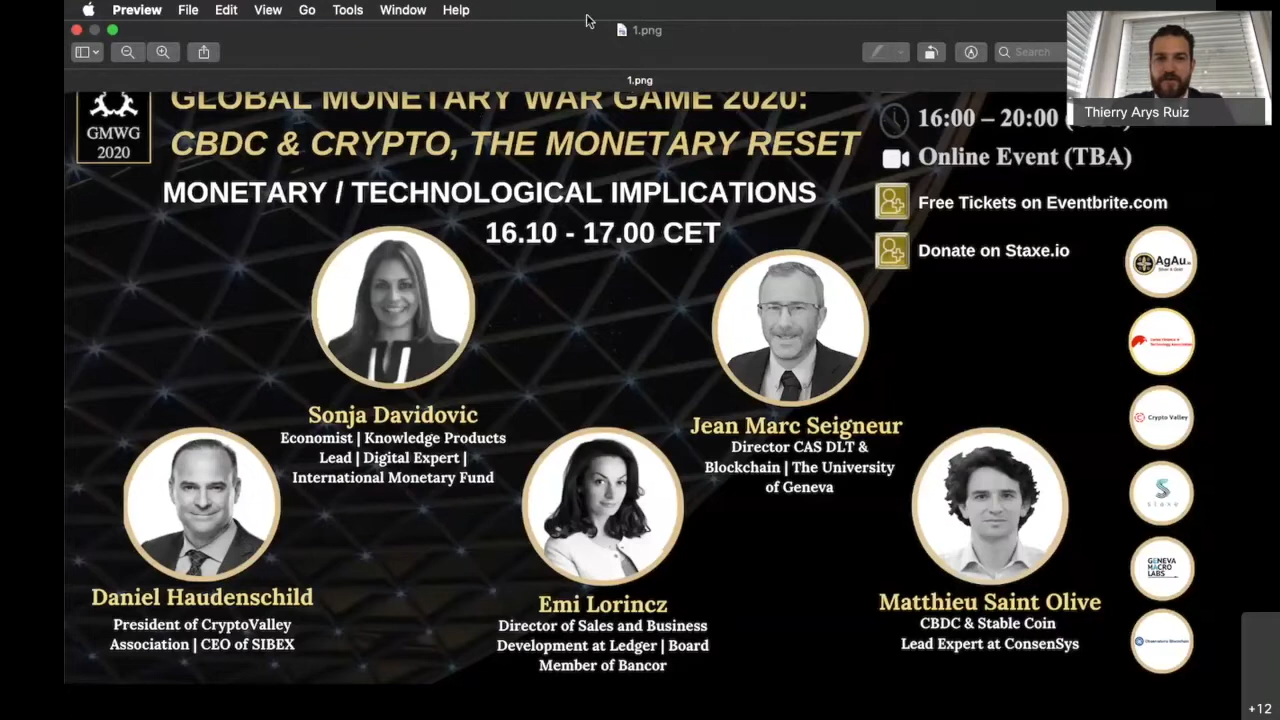 Preview File Edit View Go Tools Window Help
1.png
Search
1.png
GMWG
2020
GLOBAL MONETARY WAR GAME 2020:
CBDC & CRYPTO, THE MONETARY RESET
MONETARY / TECHNOLOGICAL IMPLICATIONS
16.10 - 17.00 CET
16:00 – 20:00
Online Event (TBA)
Free Tickets on Eventbrite.com
Donate on Staxe.io
Thierry Arys Ruiz
Sonja Davidovic
Economist | Knowledge Products
Lead | Digital Expert |
International Monetary Fund
Jean Marc Seigneur
Director CAS DLT &
Blockchain | The University
of Geneva
Daniel Haudenschild
President of CryptoValley
Association | CEO of SIBEX
Emi Lorincz
Director of Sales and Business
Development at Ledger | Board
Member of Bancor
Matthieu Saint Olive
CBDC & Stable Coin
Lead Expert at ConsenSys
AgAu
Crypto Valley
staxe
GENEVA
MACRO
LABS
+12